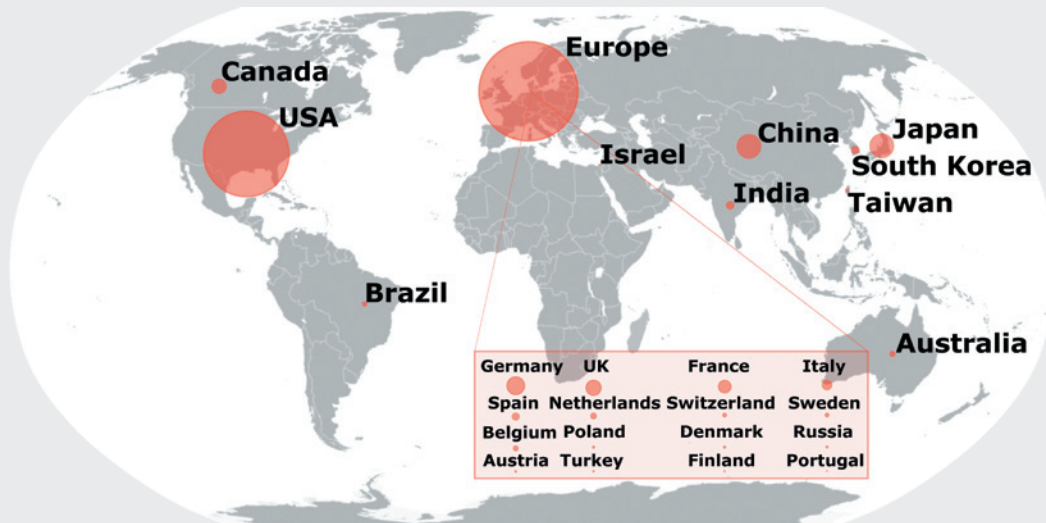 Europe
Canada
USA
China
Japan
Israel
South Korea
India
Taiwan
Brazil
Australia
Germany UK France Italy
Spain Netherlands Switzerland Sweden
Belgium Poland Denmark Russia
Austria Turkey Finland Portugal